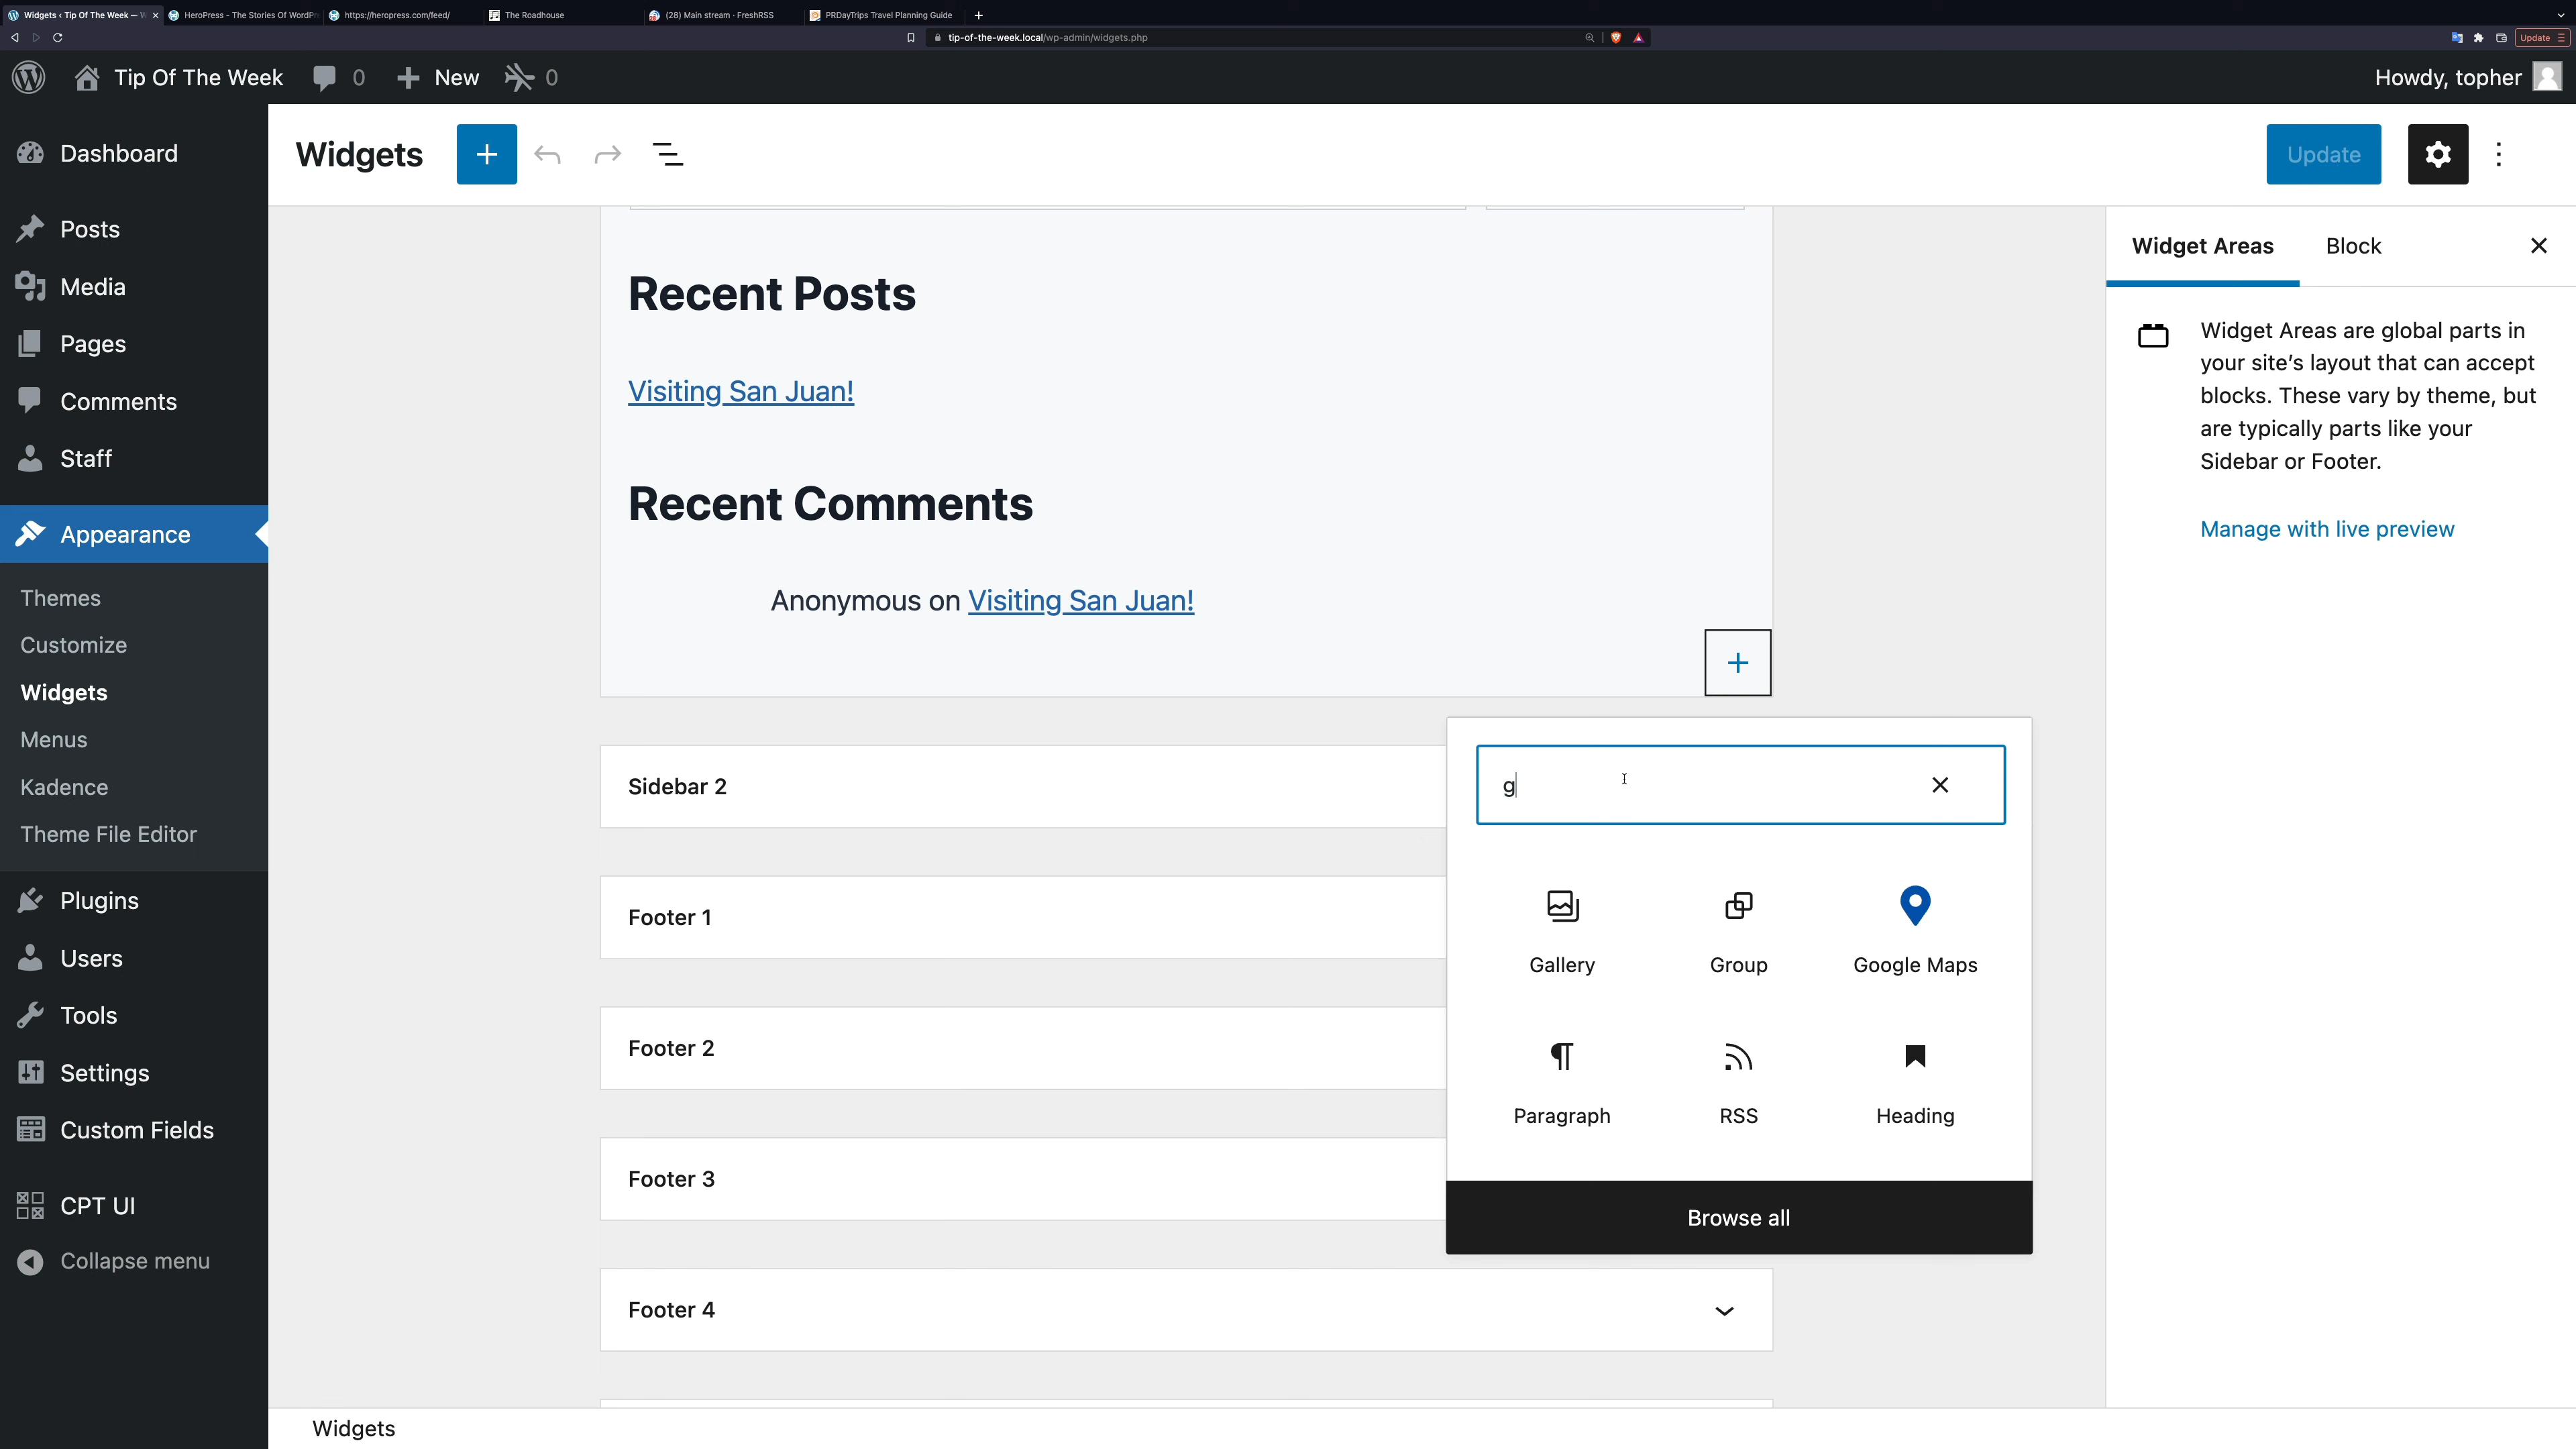 Widgets ‹ Tip Of The Week — W
HeroPress - The Stories Of WordPr
https://heropress.com/feed/
The Roadhouse
(28) Main stream · FreshRSS
PRDayTrips Travel Planning Guide
tip-of-the-week.local/wp-admin/widgets.php
Update
Tip Of The Week
0
New
0
Howdy, topher
Dashboard
Posts
Media
Pages
Comments
Staff
Appearance
Themes
Customize
Widgets
Menus
Kadence
Theme File Editor
Plugins
Users
Tools
Settings
Custom Fields
CPT UI
Collapse menu
Widgets
Update
Recent Posts
Visiting San Juan!
Recent Comments
Anonymous on Visiting San Juan!
Sidebar 2
Footer 1
Footer 2
Footer 3
Footer 4
g
Gallery
Group
Google Maps
Paragraph
RSS
Heading
Browse all
Widget Areas
Block
Widget Areas are global parts in
your site’s layout that can accept
blocks. These vary by theme, but
are typically parts like your
Sidebar or Footer.
Manage with live preview
Widgets